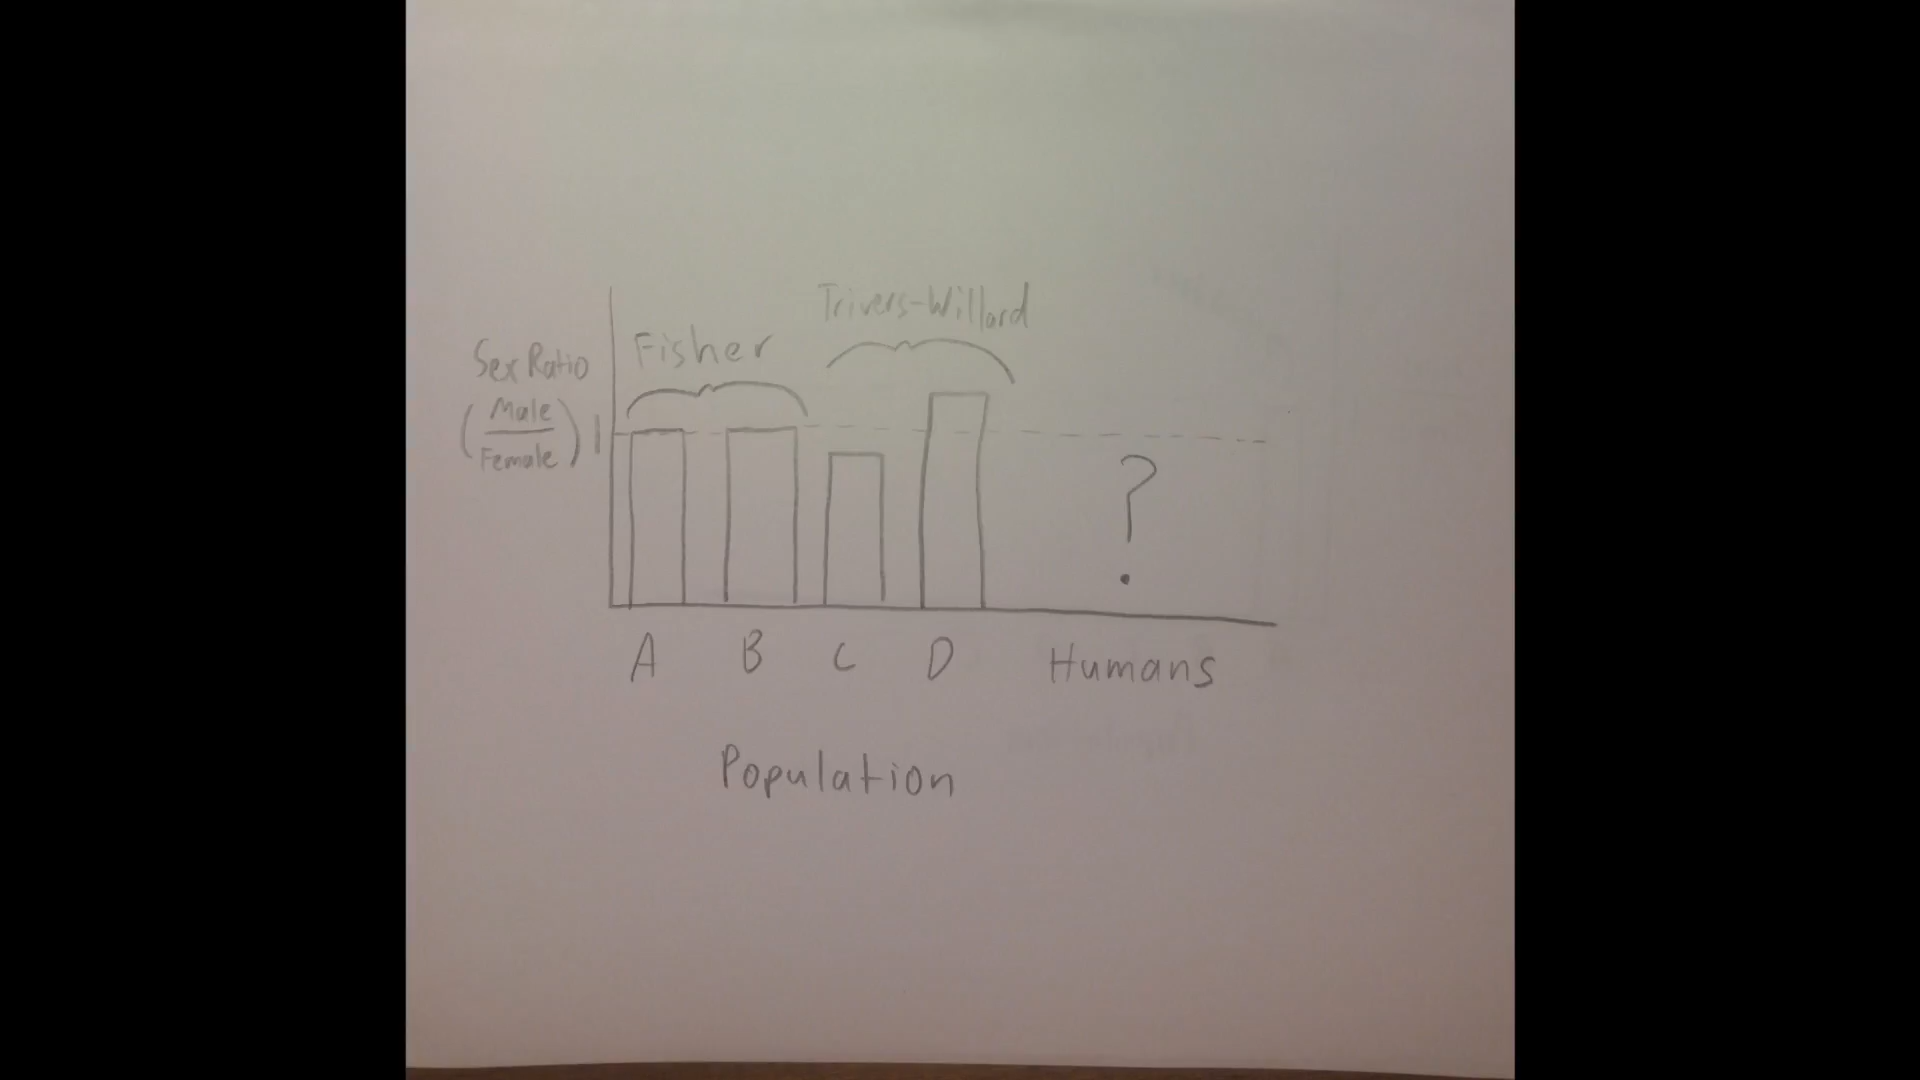 Trivers-Willard
Fisher
Sex Ratio
(Male
Female)
1
?
A B C D Humans
Population